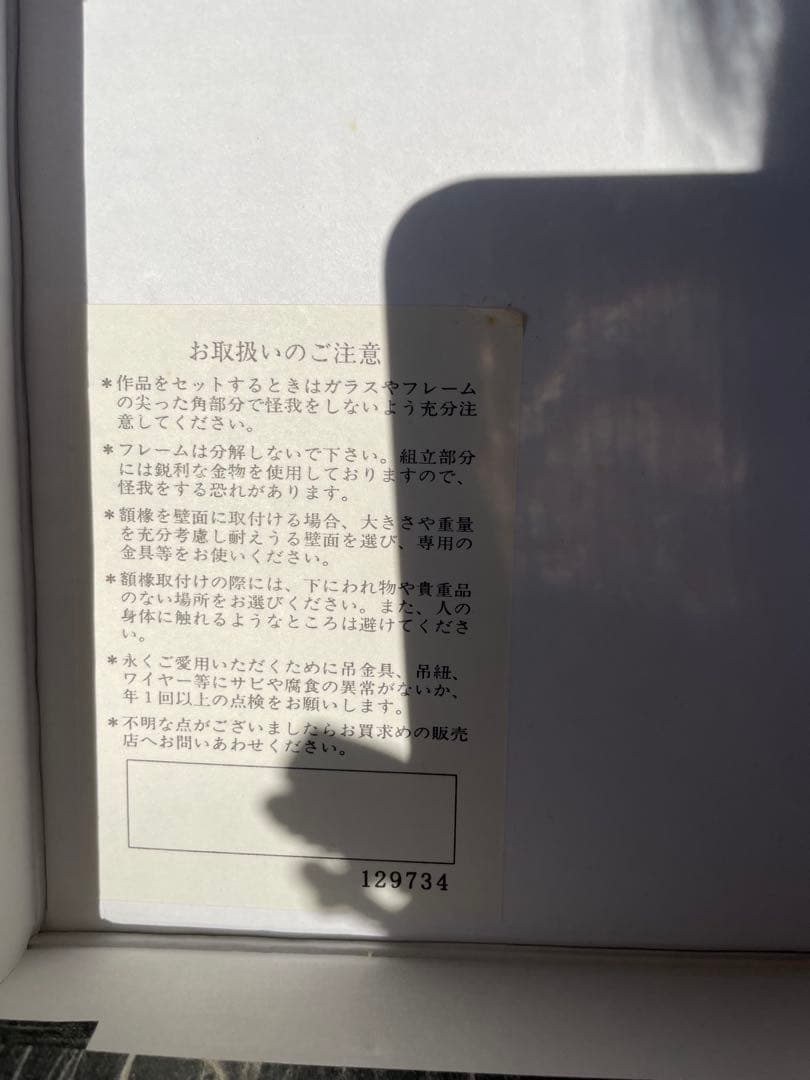 お取扱いのご注意
＊作品をセットするときはガラスやフレーム
の尖った角部分で怪我をしないよう充分注
意してください。
＊フレームは分解しないで下さい。組立部分
には鋭利な金物を使用しておりますので、
怪我をする恐れがあります。
＊額椽を壁面に取付ける場合、大きさや重量
を充分考慮し耐えうる壁面を選び、専用の
金具等をお使いください。
＊額椽取付けの際には、下にわれ物や貴重品
のない場所をお選びください。また、人の
身体に触れるようなところは避けてくださ
い。
＊永くご愛用いただくために吊金具、吊紐、
ワイヤー等にサビや腐食の異常がないか、
年１回以上の点検をお願いします。
＊不明な点がございましたらお買求めの販売
店へお問いあわせください。
129734